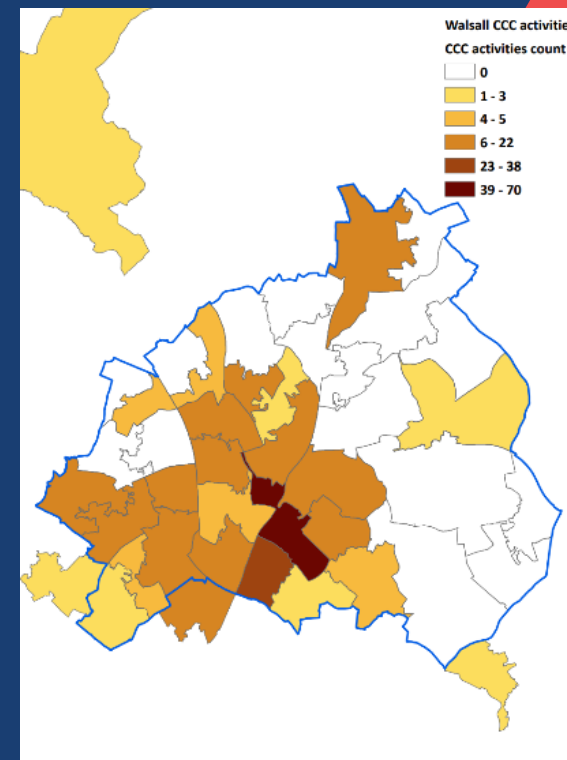 Walsall CCC activitie
CCC activities count
0
1 - 3
4 - 5
6 - 22
23 - 38
39 - 70